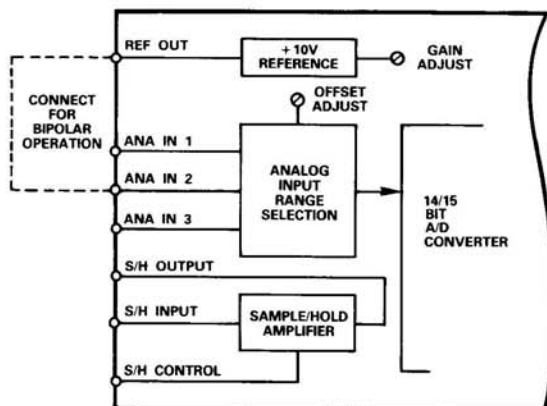 REF OUT
+ 10V
REFERENCE
GAIN
ADJUST
OFFSET
ADJUST
CONNECT
FOR
BIPOLAR
OPERATION
ANA IN 1
ANA IN 2
ANA IN 3
ANALOG
INPUT
RANGE
SELECTION
14/15
BIT
A/D
CONVERTER
S/H OUTPUT
S/H INPUT
SAMPLE/HOLD
AMPLIFIER
S/H CONTROL